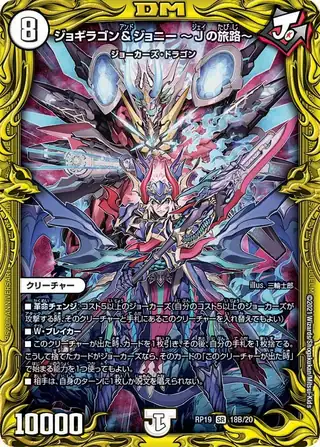 DM
8
ジョギラゴン&ジョニー ～Jの旅路～
アンド
ジェイ
たびじ
ジョーカーズ・ドラゴン
J
illus. 三輪士郎
クリーチャー
■革命チェンジ:コスト5以上のジョーカーズ(自分のコスト5以上のジョーカーズが
攻撃する時、そのクリーチャーと手札にあるこのクリーチャーを入れ替えてもよい)
■W・ブレイカー
■このクリーチャーが出た時、カードを1枚引き、その後、自分の手札を1枚捨てる。
こうして捨てたカードがジョーカーズなら、そのカードの「このクリーチャーが出た時」
で始まる能力を1つ使ってもよい。
■相手は、自身のターンに1枚しか呪文を唱えられない。
10000
RP19 SR 18B/20